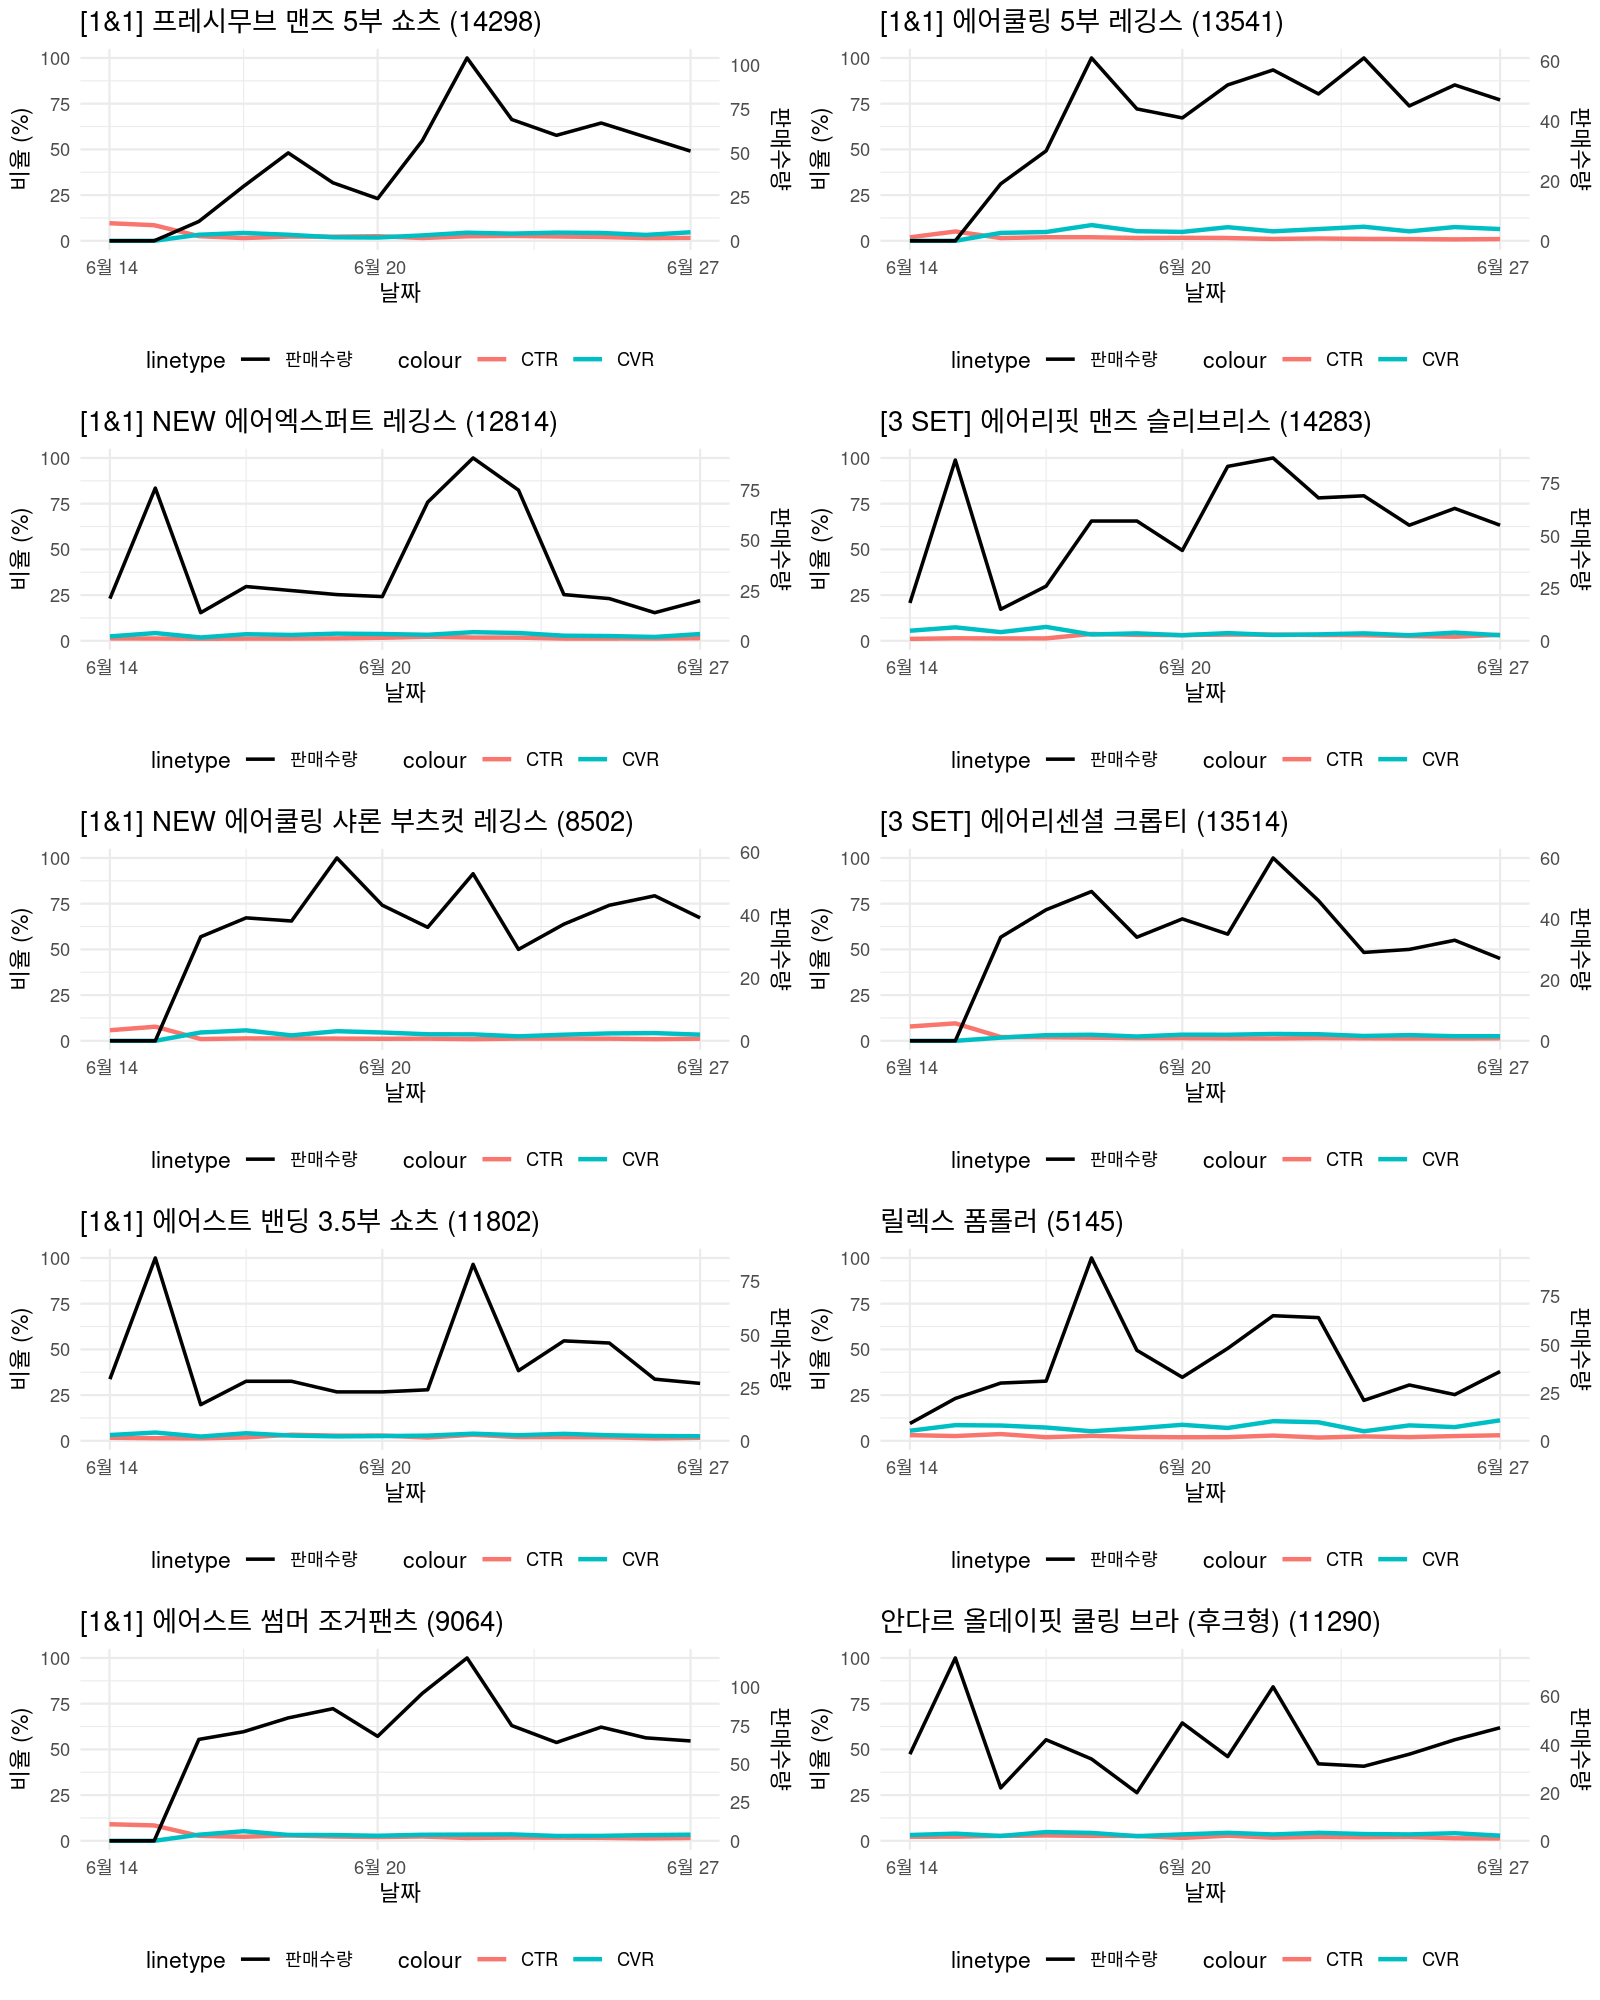 [1&1] 프레시무브 맨즈 5부 쇼츠 (14298)
100
75
50
25
0
비율 (%)
100
75
50
25
0
판매수량
6월 14
6월 20
6월 27
날짜
linetype 판매수량 colour CTR CVR
[1&1] 에어쿨링 5부 레깅스 (13541)
100
75
50
25
0
비율 (%)
60
40
20
0
판매수량
6월 14
6월 20
6월 27
날짜
linetype 판매수량 colour CTR CVR
[1&1] NEW 에어엑스퍼트 레깅스 (12814)
100
75
50
25
0
비율 (%)
75
50
25
0
판매수량
6월 14
6월 20
6월 27
날짜
linetype 판매수량 colour CTR CVR
[3 SET] 에어리핏 맨즈 슬리브리스 (14283)
100
75
50
25
0
비율 (%)
75
50
25
0
판매수량
6월 14
6월 20
6월 27
날짜
linetype 판매수량 colour CTR CVR
[1&1] NEW 에어쿨링 샤론 부츠컷 레깅스 (8502)
100
75
50
25
0
비율 (%)
60
40
20
0
판매수량
6월 14
6월 20
6월 27
날짜
linetype 판매수량 colour CTR CVR
[3 SET] 에어리센셜 크롭티 (13514)
100
75
50
25
0
비율 (%)
60
40
20
0
판매수량
6월 14
6월 20
6월 27
날짜
linetype 판매수량 colour CTR CVR
[1&1] 에어스트 밴딩 3.5부 쇼츠 (11802)
100
75
50
25
0
비율 (%)
75
50
25
0
판매수량
6월 14
6월 20
6월 27
날짜
linetype 판매수량 colour CTR CVR
릴렉스 폼롤러 (5145)
100
75
50
25
0
비율 (%)
75
50
25
0
판매수량
6월 14
6월 20
6월 27
날짜
linetype 판매수량 colour CTR CVR
[1&1] 에어스트 썸머 조거팬츠 (9064)
100
75
50
25
0
비율 (%)
100
75
50
25
0
판매수량
6월 14
6월 20
6월 27
날짜
linetype 판매수량 colour CTR CVR
안다르 올데이핏 쿨링 브라 (후크형) (11290)
100
75
50
25
0
비율 (%)
60
40
20
0
판매수량
6월 14
6월 20
6월 27
날짜
linetype 판매수량 colour CTR CVR